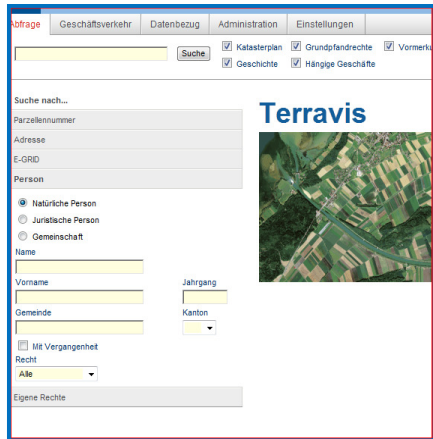 Abfrage Geschäftsverkehr Datenbezug Administration Einstellungen
Suche Katasterplan Grundpfandrechte
Geschichte Hängige Geschäfte
Suche nach...
Terravis
Parzellennummer
Adresse
E-GRID
Person
Natürliche Person
Juristische Person
Gemeinschaft
Name
Vorname Jahrgang
Gemeinde Kanton
Mit Vergangenheit
Recht
Alle
Eigene Rechte